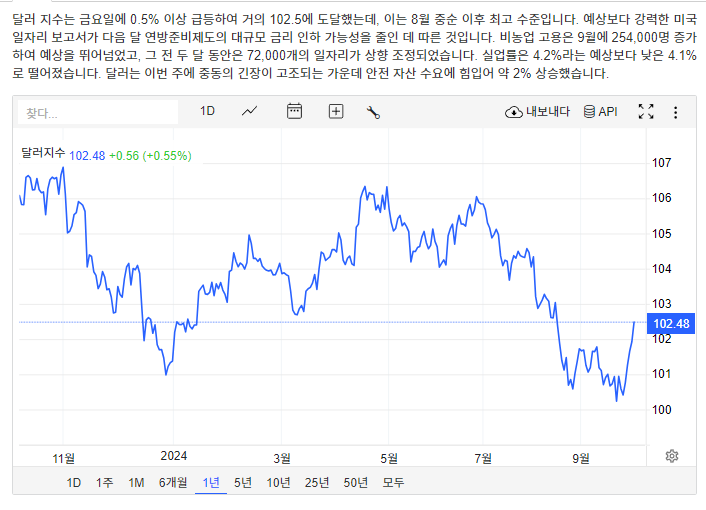 달러 지수는 금요일에 0.5% 이상 급등하여 거의 102.5에 도달했는데, 이는 8월 중순 이후 최고 수준입니다. 예상보다 강력한 미국
일자리 보고서가 다음 달 연방준비제도의 대규모 금리 인하 가능성을 줄인 데 따른 것입니다. 비농업 고용은 9월에 254,000명 증가
하여 예상을 뛰어넘었고, 그 전 두 달 동안은 72,000개의 일자리가 상향 조정되었습니다. 실업률은 4.2%라는 예상보다 낮은 4.1%
로 떨어졌습니다. 달러는 이번 주에 중동의 긴장이 고조되는 가운데 안전 자산 수요에 힘입어 약 2% 상승했습니다.
찾다...
1D
내보내다
API
달러지수 102.48 +0.56 (+0.55%)
107
106
105
104
103
102.48
102
101
100
11월
2024
3월
5월
7월
9월
1D
1주
1M
6개월
1년
5년
10년
25년
50년
모두